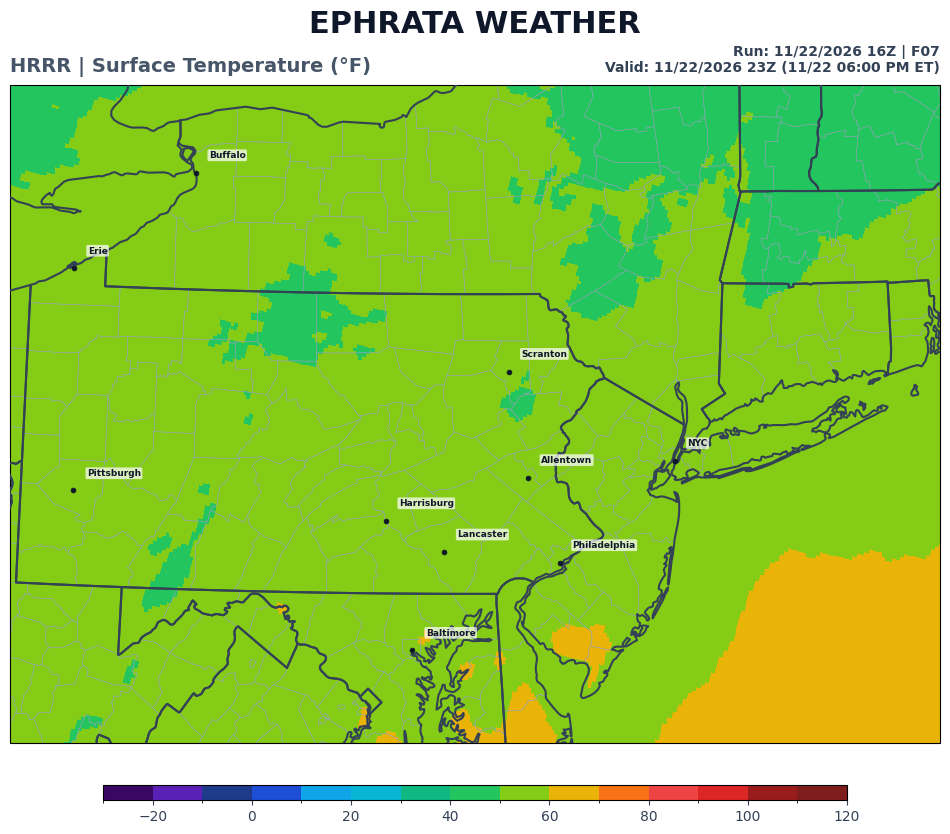 EPHRATA WEATHER
HRRR | Surface Temperature (°F)
Run: 11/22/2026 16Z | F07
Valid: 11/22/2026 23Z (11/22 06:00 PM ET)
Buffalo
Erie
Scranton
NYC
Allentown
Pittsburgh
Harrisburg
Lancaster
Philadelphia
Baltimore
−20 0 20 40 60 80 100 120